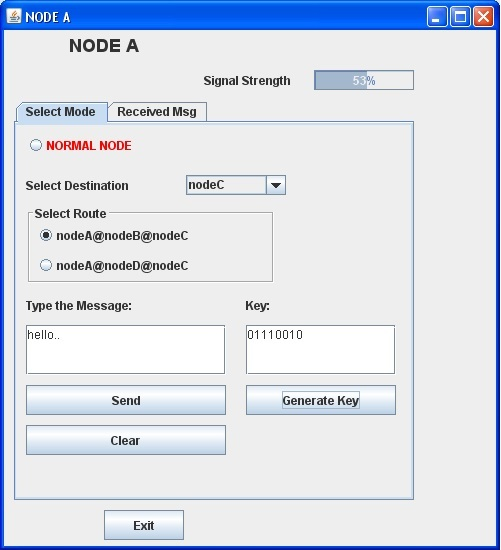 NODE A
NODE A
Signal Strength 53%
Select Mode Received Msg
NORMAL NODE
Select Destination nodeC
Select Route
nodeA@nodeB@nodeC
nodeA@nodeD@nodeC
Type the Message: Key:
hello.. 01110010
Send Generate Key
Clear
Exit